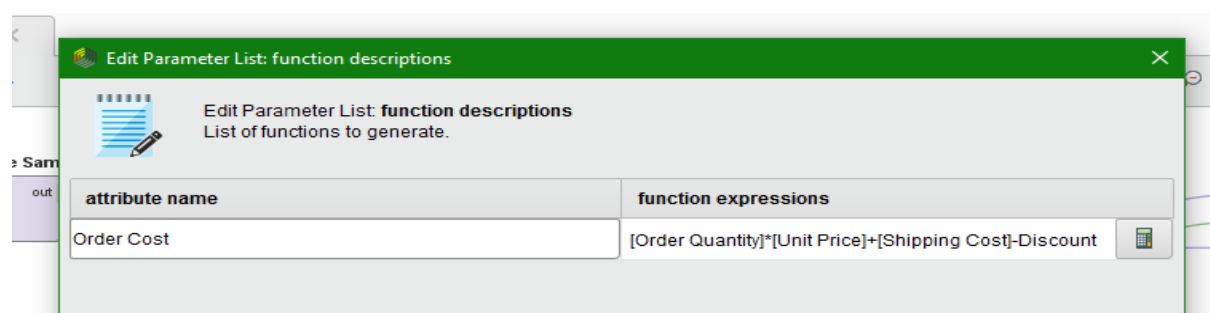 Edit Parameter List: function descriptions
Edit Parameter List: function descriptions
List of functions to generate.
e Sam
out
attribute name function expressions
Order Cost [Order Quantity]*[Unit Price]+[Shipping Cost]-Discount